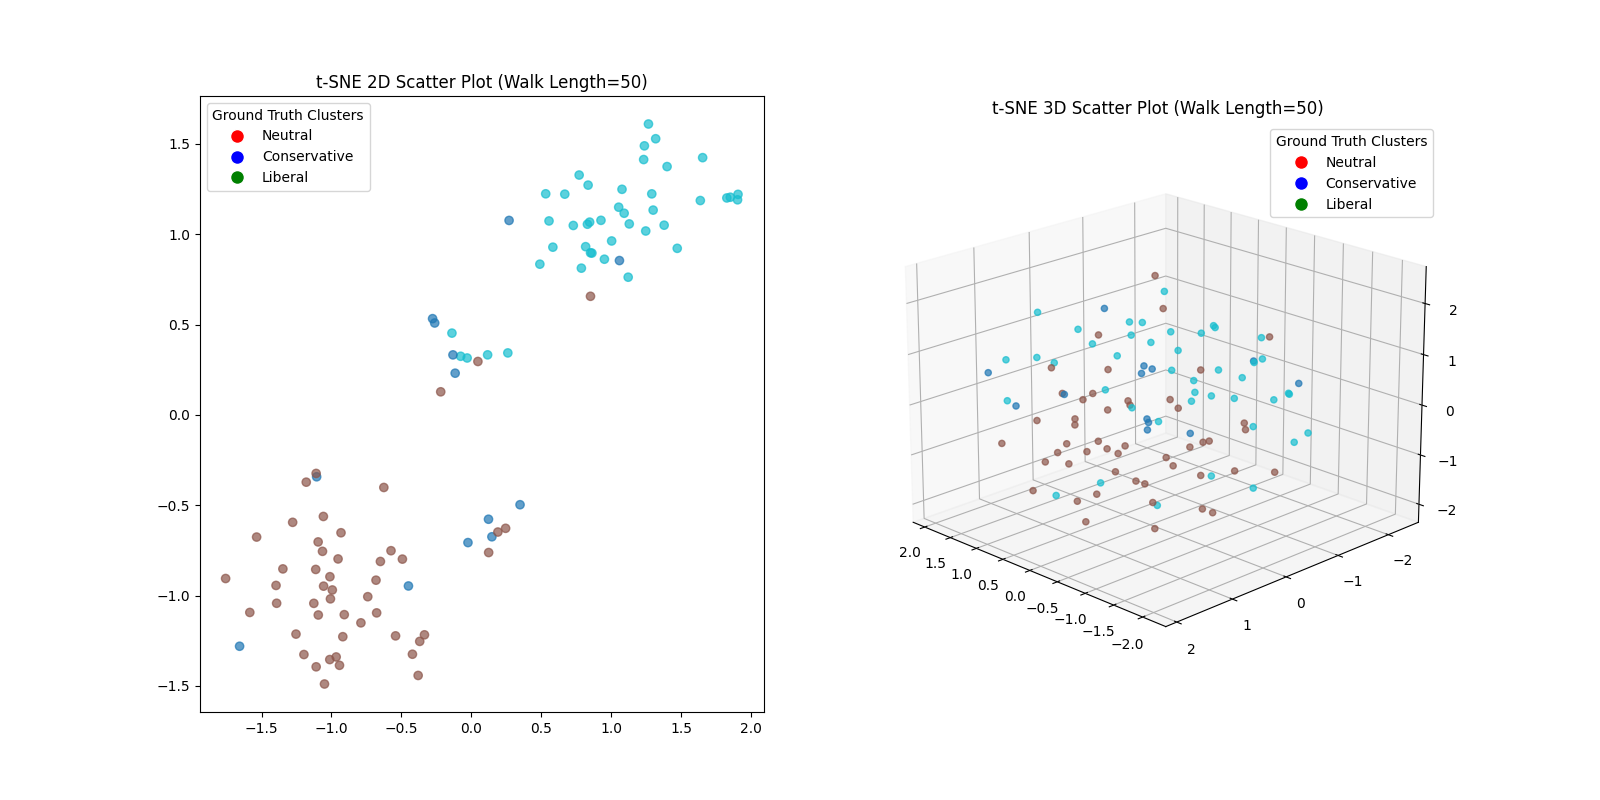 t-SNE 2D Scatter Plot (Walk Length=50)
Ground Truth Clusters
Neutral
Conservative
Liberal
1.5
1.0
0.5
0.0
−0.5
−1.0
−1.5
−1.5 −1.0 −0.5 0.0 0.5 1.0 1.5 2.0
t-SNE 3D Scatter Plot (Walk Length=50)
Ground Truth Clusters
Neutral
Conservative
Liberal
2
1
0
−1
−2
2.0 1.5 1.0 0.5 0.0 −0.5 −1.0 −1.5 −2.0
2 1 0 −1 −2